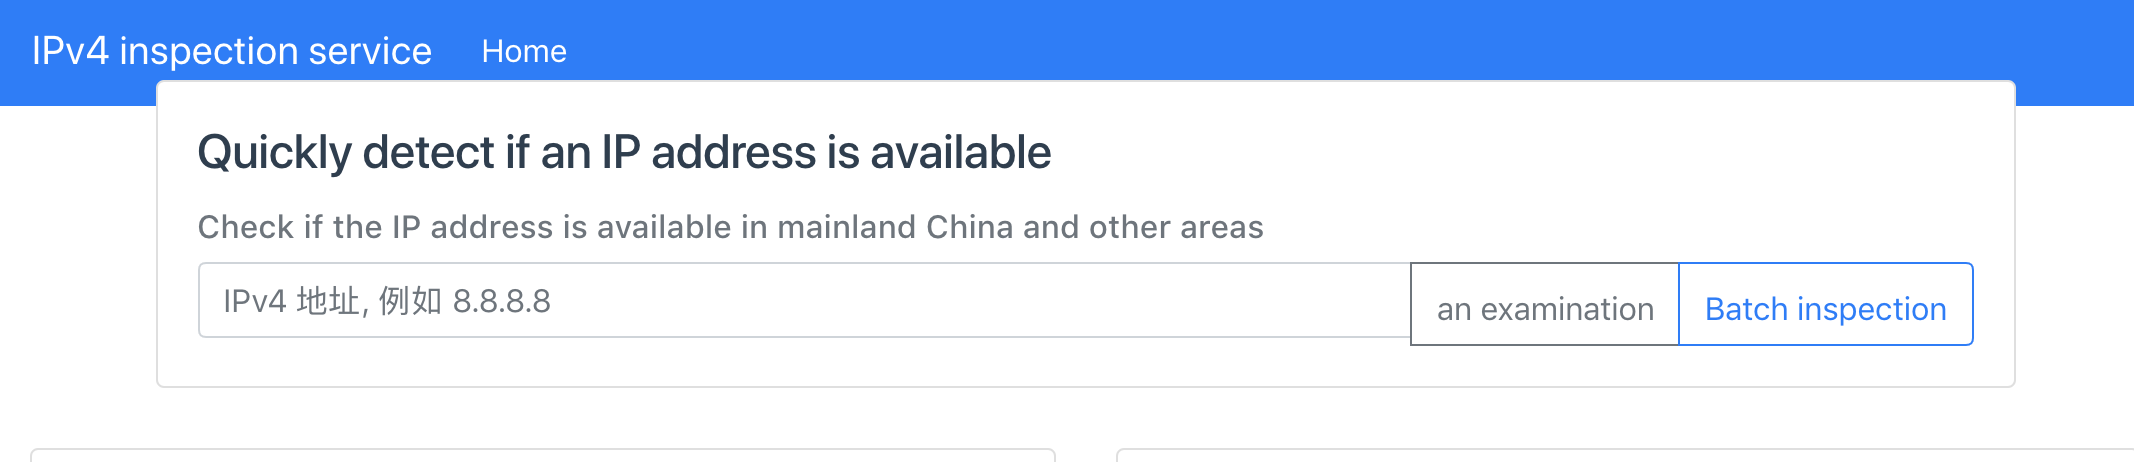 IPv4 inspection service Home
Quickly detect if an IP address is available
Check if the IP address is available in mainland China and other areas
IPv4 地址, 例如 8.8.8.8 an examination Batch inspection